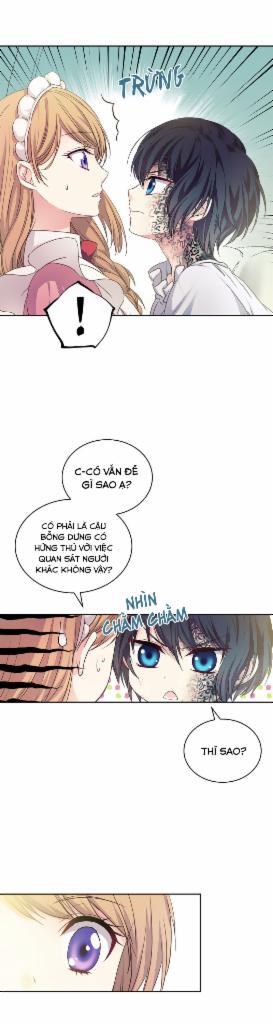 TRỪNG
!
C-CÓ VẤN ĐỀ
GÌ SAO Ạ?
CÓ PHẢI LÀ CẬU
BỖNG DƯNG CÓ
HỨNG THÚ VỚI VIỆC
QUAN SÁT NGƯỜI
KHÁC KHÔNG VẬY?
NHÌN
CHẰM CHẰM
THÌ SAO?